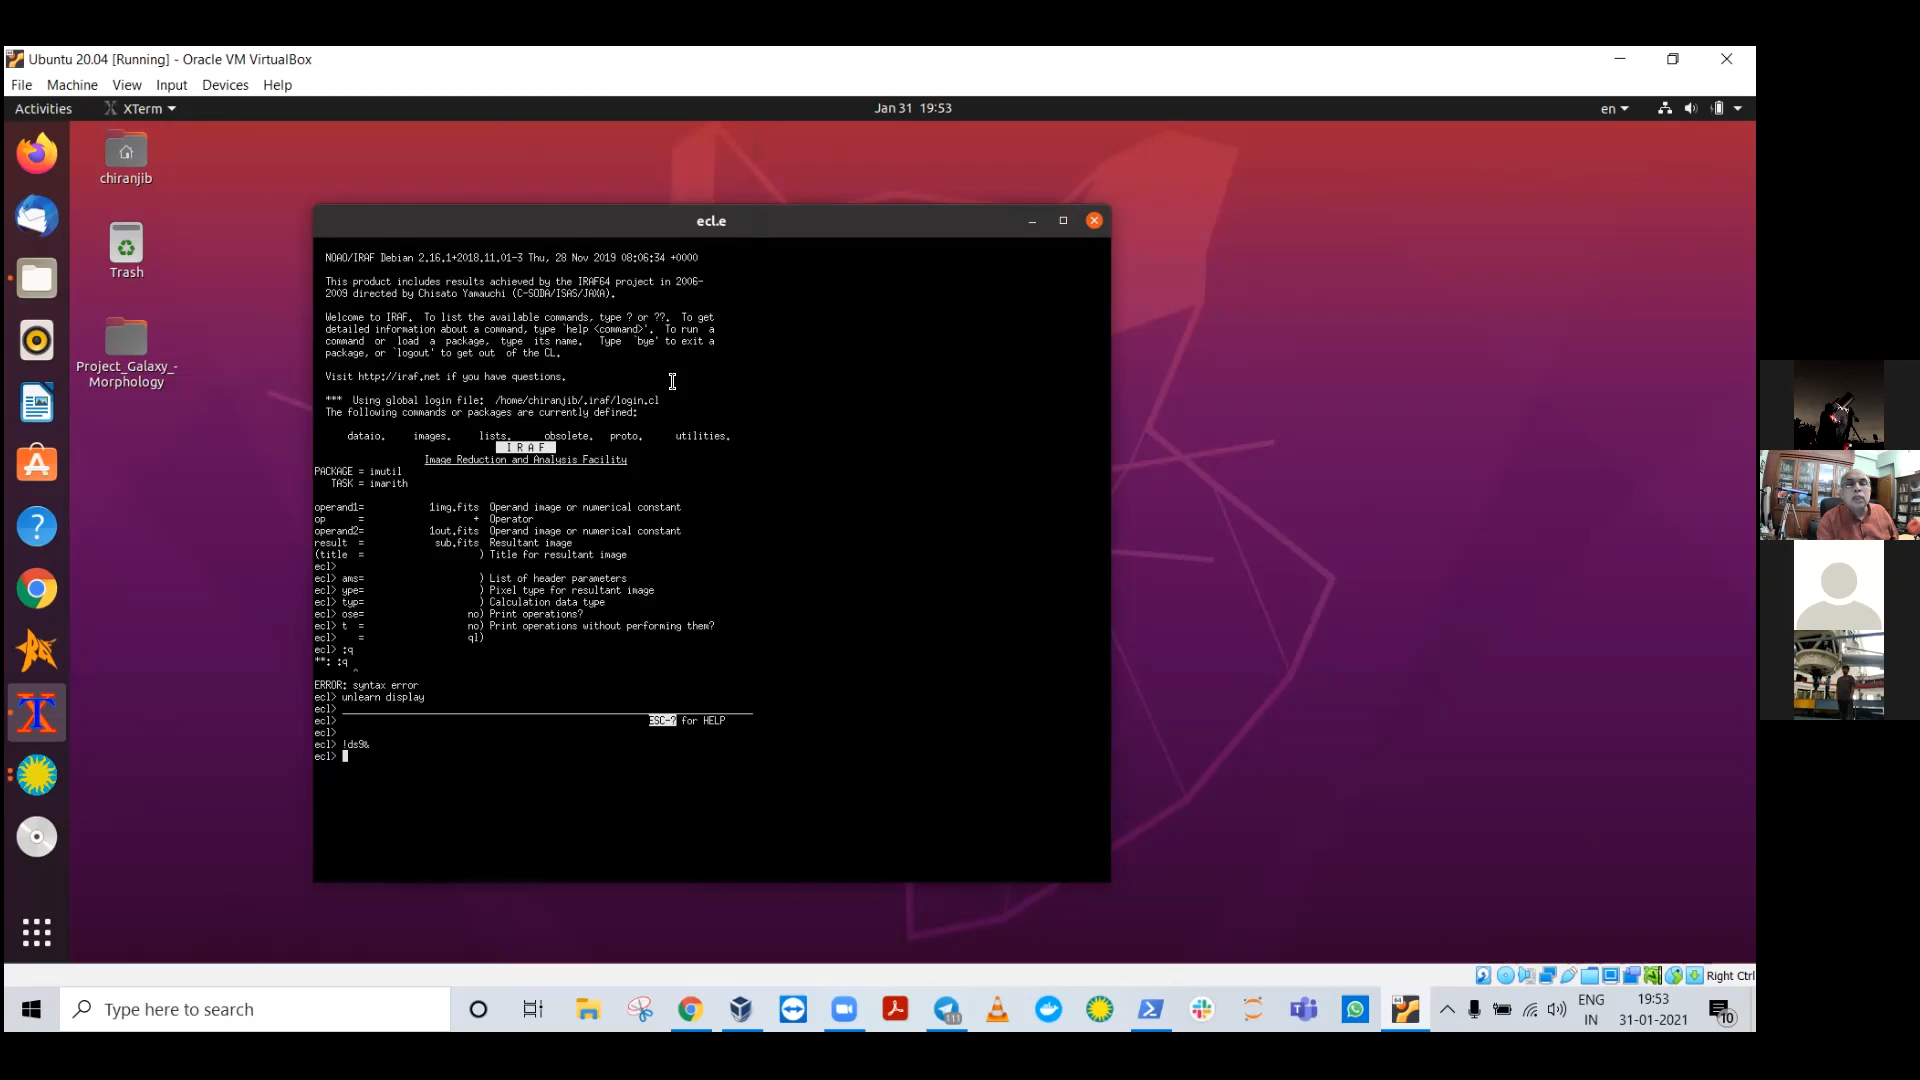 Ubuntu 20.04 [Running] - Oracle VM VirtualBox
File Machine View Input Devices Help
Activities XTerm Jan 31 19:53 en
chiranjib
Trash
Project_Galaxy_-
Morphology
ecl.e
NOAO/IRAF Debian 2.16.1+2018.11.01-3 Thu, 28 Nov 2019 08:06:34 +0000
This product includes results achieved by the IRAF64 project in 2006-
2009 directed by Chisato Yamauchi (C-SODA/ISAS/JAXA).
Welcome to IRAF. To list the available commands, type ? or ??. To get
detailed information about a command, type `help <command>'. To run a
command or load a package, type its name. Type `bye' to exit a
package, or `logout' to get out of the CL.
Visit http://iraf.net if you have questions.
*** Using global login file: /home/chiranjib/.iraf/login.cl
The following commands or packages are currently defined:
dataio. images. lists. obsolete. proto. utilities.
I R A F
Image Reduction and Analysis Facility
PACKAGE = imutil
TASK = imarith
operand1= 1img.fits Operand image or numerical constant
op = + Operator
operand2= 1out.fits Operand image or numerical constant
result = sub.fits Resultant image
(title = ) Title for resultant image
ecl>
ecl> ams= ) List of header parameters
ecl> ype= ) Pixel type for resultant image
ecl> typ= ) Calculation data type
ecl> ose= no) Print operations?
ecl> t = no) Print operations without performing them?
ecl> = ql)
ecl> :q
**: :q
^
ERROR: syntax error
ecl> unlearn display
ecl>
ecl> ESC-? for HELP
ecl>
ecl> !ds9&
ecl>
Right Ctrl
Type here to search
111
ENG
IN
19:53
31-01-2021
10